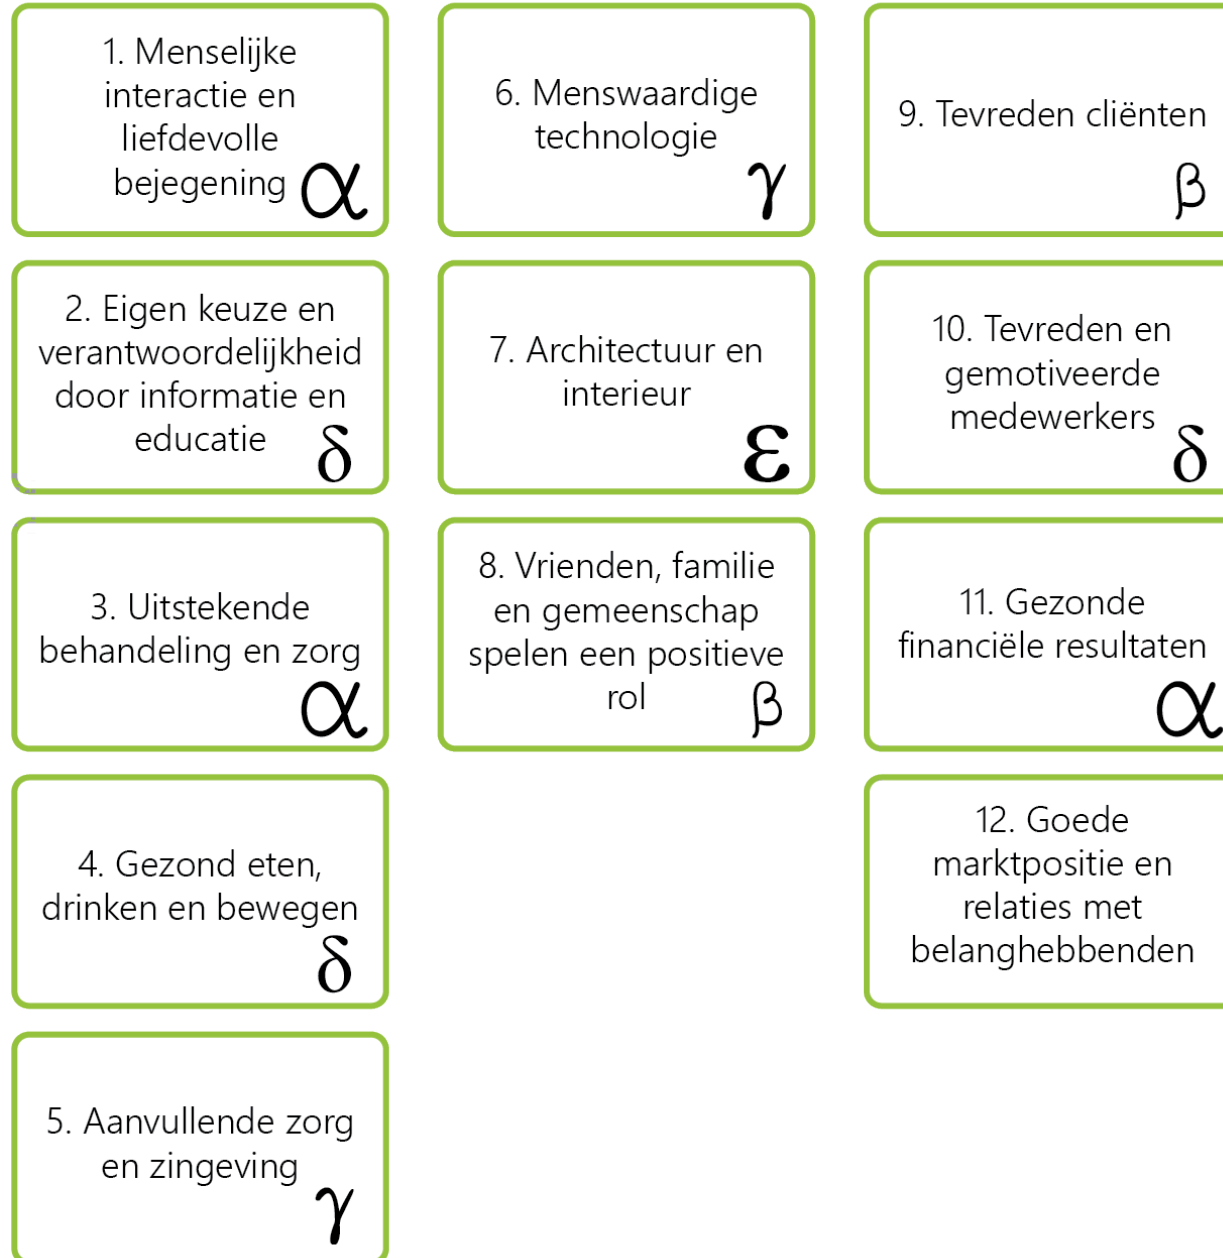 1. Menselijke
interactie en
liefdevolle
bejegening α
2. Eigen keuze en
verantwoordelijkheid
door informatie en
educatie δ
3. Uitstekende
behandeling en zorg
α
4. Gezond eten,
drinken en bewegen
δ
5. Aanvullende zorg
en zingeving
γ
6. Menswaardige
technologie
γ
7. Architectuur en
interieur
ε
8. Vrienden, familie
en gemeenschap
spelen een positieve
rol β
9. Tevreden cliënten
β
10. Tevreden en
gemotiveerde
medewerkers
δ
11. Gezonde
financiële resultaten
α
12. Goede
marktpositie en
relaties met
belanghebbenden